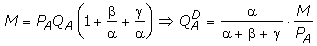 M = P_A Q_A (1 + β/α + γ/α) ⇒ Q_A^D = α/(α + β + γ) · M/P_A